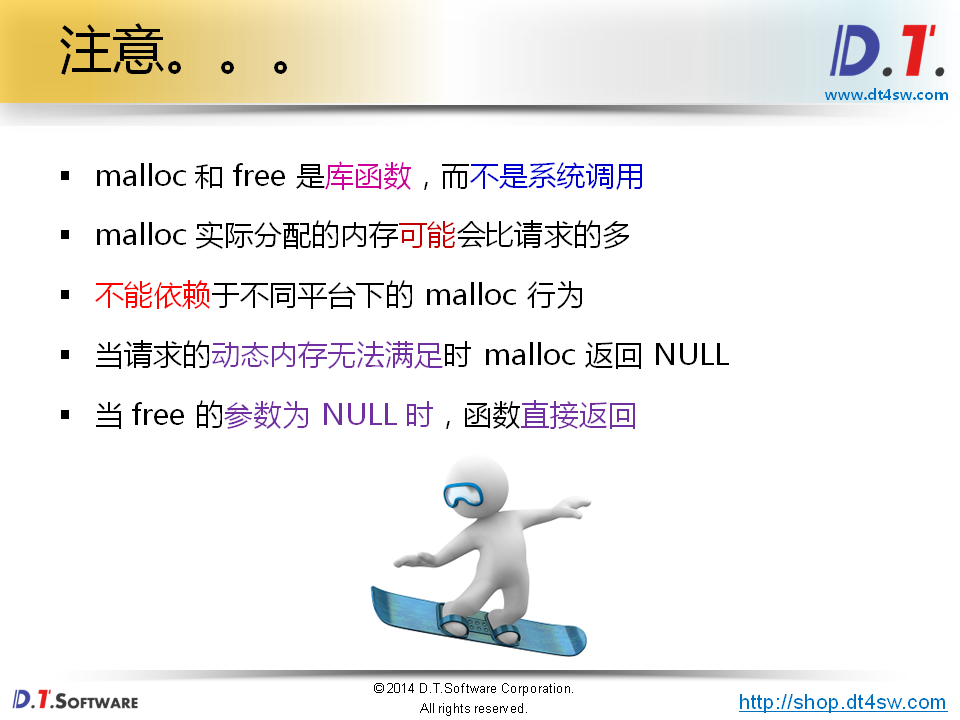 注意。。。
D.T.
www.dt4sw.com
▪ malloc 和 free 是库函数，而不是系统调用
▪ malloc 实际分配的内存可能会比请求的多
▪ 不能依赖于不同平台下的 malloc 行为
▪ 当请求的动态内存无法满足时 malloc 返回 NULL
▪ 当 free 的参数为 NULL 时，函数直接返回
D.T.SOFTWARE
©2014 D.T.Software Corporation.
All rights reserved.
http://shop.dt4sw.com